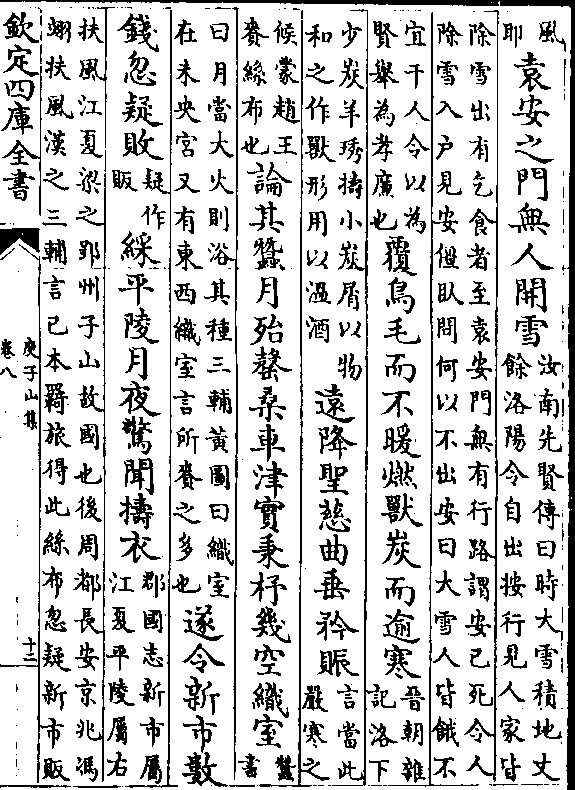 風
耶
袁安之門無人開雪
汝南先賢傳曰時大雪積地丈
餘洛陽令自出按行見人家皆
除雪出有乞食者至袁安門無有行路謂安已死令人
除雪入户見安僵臥問何以不出安曰大雪人皆餓不
宜干人令以為
賢舉為孝廉也
覆鳥毛而不暖燃獸炭而逾寒
晉朝雜
記洛下
少炭羊琇擣小炭屑以物
和之作獸形用以温酒
遠降聖慈曲垂矜賑
言當此
嚴寒之
候蒙趙王
賚絲布也
論其蠶月殆罄桑車津實秉杼幾空織室
蠶
書
曰月當大火則浴其種三輔黄圖曰織室
在未央宫又有東西織室言所賚之多也
遂令新市數
錢忽疑敗
疑作
販
綵平陵月夜驚聞擣衣
郡國志新市屬
江夏平陵屬右
扶風江夏梁之郢州子山故國也後周都長安京兆馮
翊扶風漢之三輔言己本羇旅得此絲布忽疑新市販
欽定四庫全書
庾子山集
卷八
十三